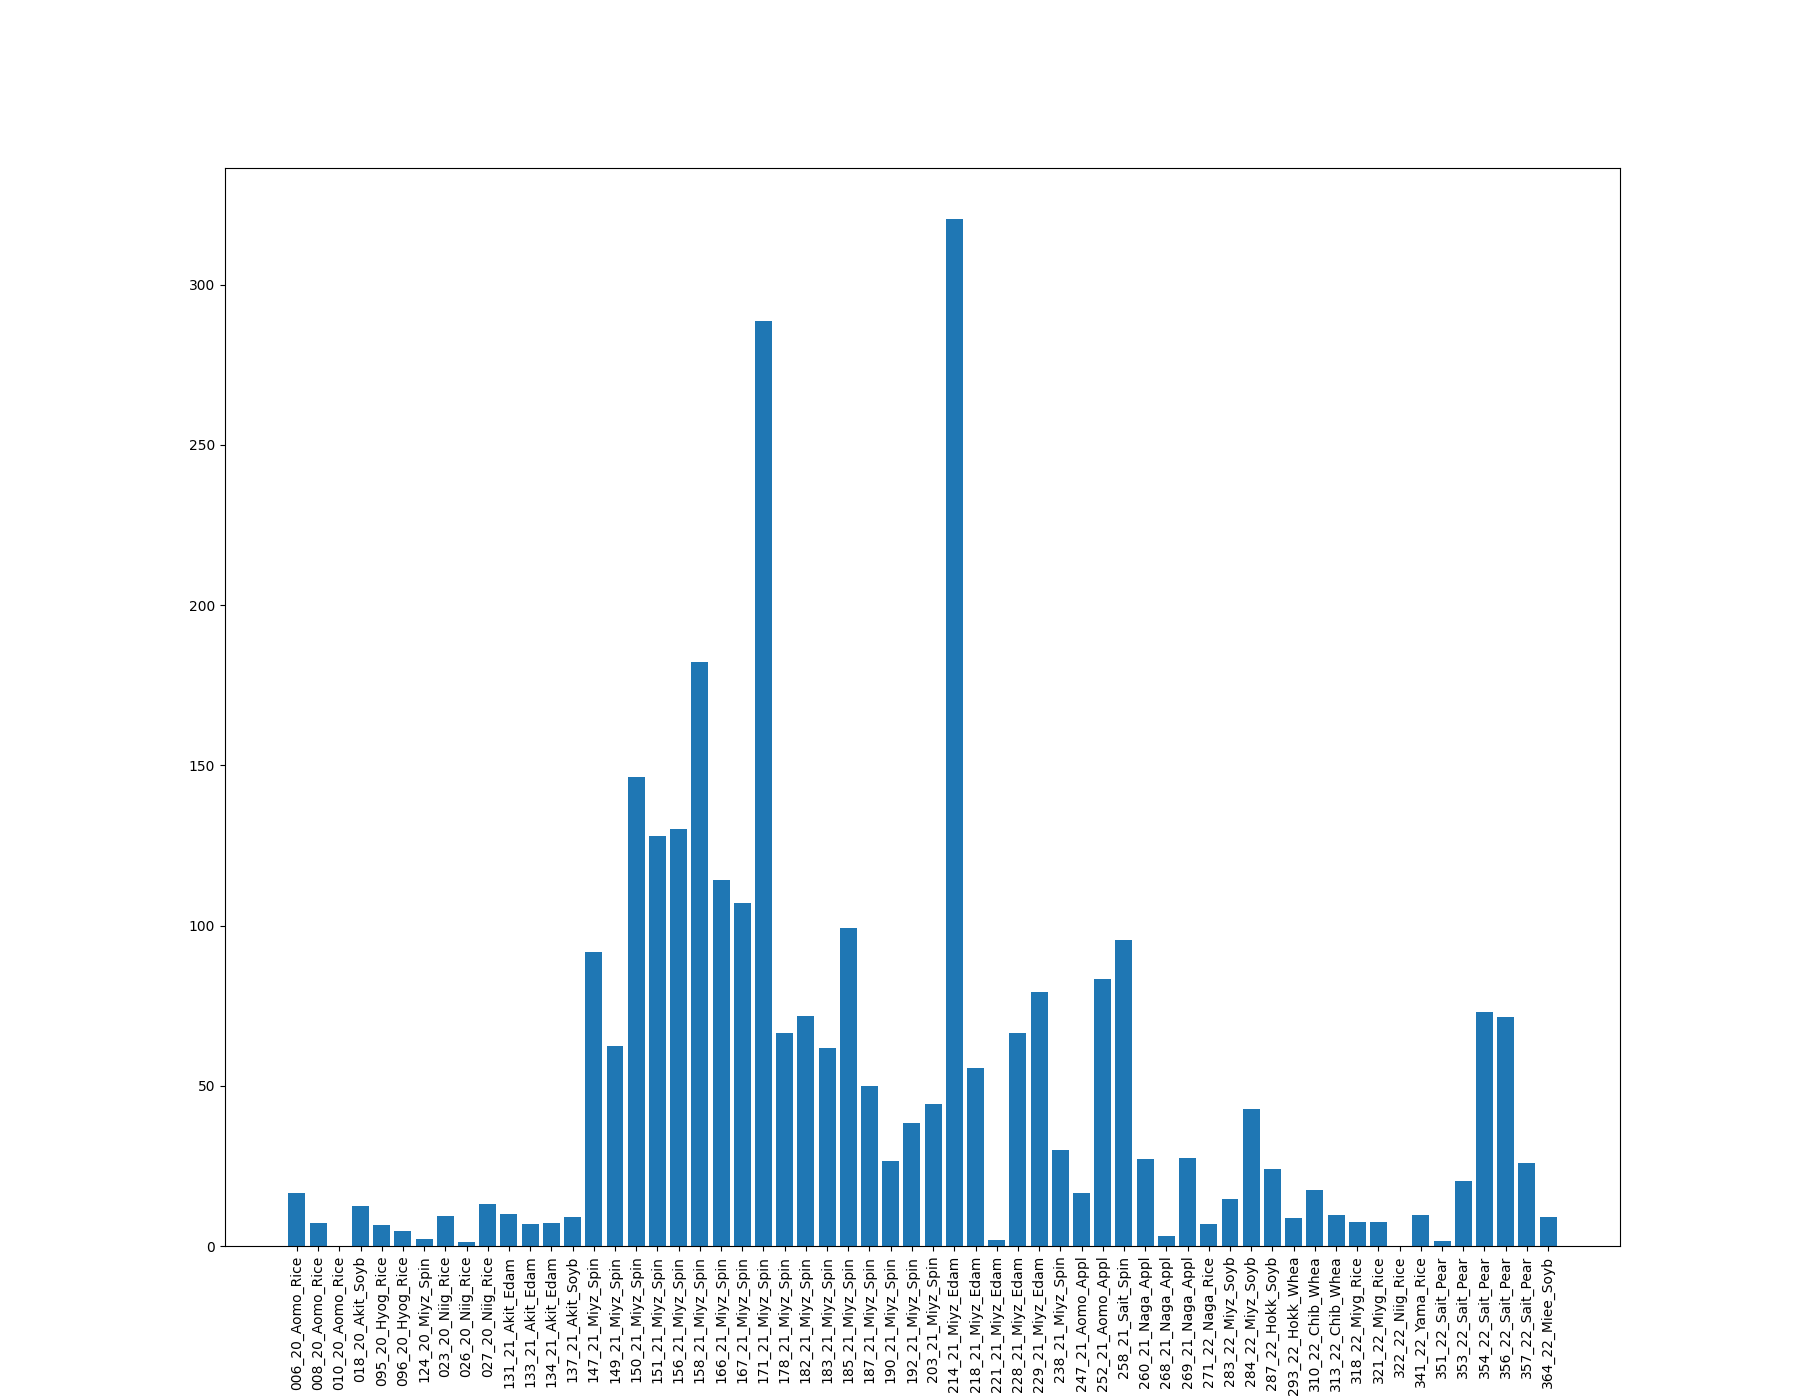 300
250
200
150
100
50
0
006_20_Aomo_Rice
008_20_Aomo_Rice
010_20_Aomo_Rice
018_20_Akit_Soyb
095_20_Hyog_Rice
096_20_Hyog_Rice
124_20_Miyz_Spin
023_20_Niig_Rice
026_20_Niig_Rice
027_20_Niig_Rice
131_21_Akit_Edam
133_21_Akit_Edam
134_21_Akit_Edam
137_21_Akit_Soyb
147_21_Miyz_Spin
149_21_Miyz_Spin
150_21_Miyz_Spin
151_21_Miyz_Spin
156_21_Miyz_Spin
158_21_Miyz_Spin
166_21_Miyz_Spin
167_21_Miyz_Spin
171_21_Miyz_Spin
178_21_Miyz_Spin
182_21_Miyz_Spin
183_21_Miyz_Spin
185_21_Miyz_Spin
187_21_Miyz_Spin
190_21_Miyz_Spin
192_21_Miyz_Spin
203_21_Miyz_Spin
214_21_Miyz_Edam
218_21_Miyz_Edam
221_21_Miyz_Edam
228_21_Miyz_Edam
229_21_Miyz_Edam
238_21_Miyz_Spin
247_21_Aomo_Appl
252_21_Aomo_Appl
258_21_Sait_Spin
260_21_Naga_Appl
268_21_Naga_Appl
269_21_Naga_Appl
271_22_Naga_Rice
283_22_Miyz_Soyb
284_22_Miyz_Soyb
287_22_Hokk_Soyb
293_22_Hokk_Whea
310_22_Chib_Whea
313_22_Chib_Whea
318_22_Miyg_Rice
321_22_Miyg_Rice
322_22_Niig_Rice
341_22_Yama_Rice
351_22_Sait_Pear
353_22_Sait_Pear
354_22_Sait_Pear
356_22_Sait_Pear
357_22_Sait_Pear
364_22_Miee_Soyb